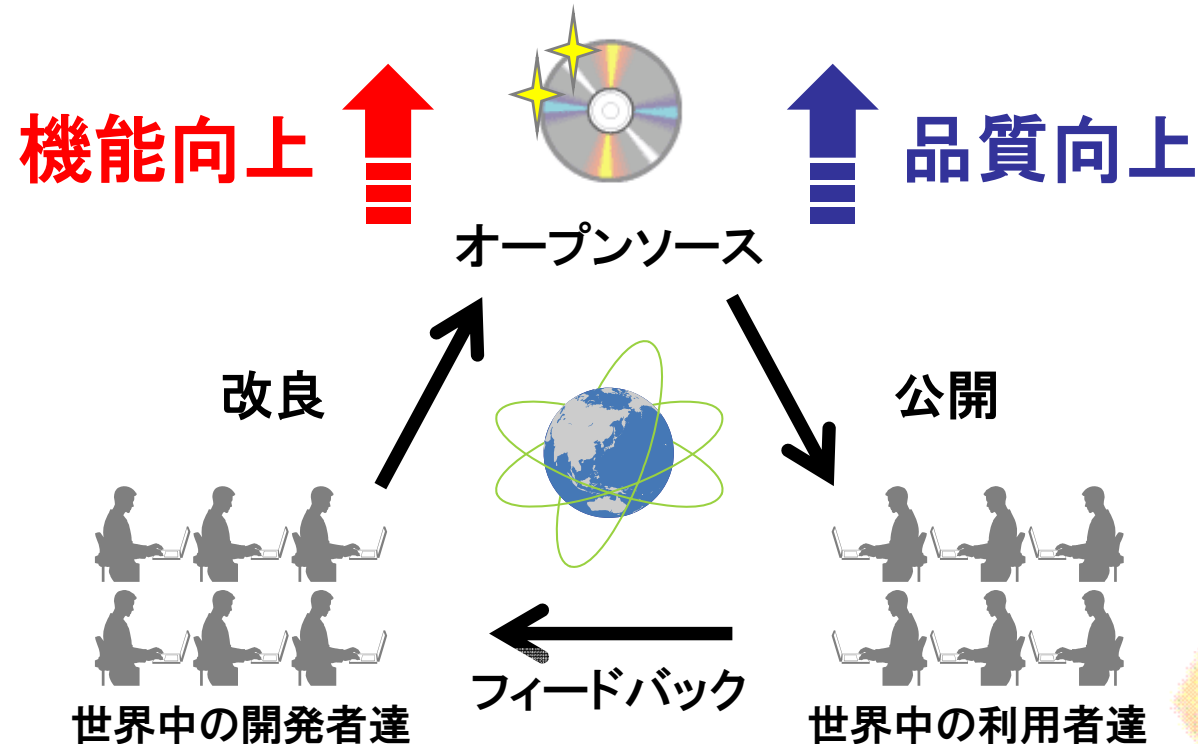 機能向上
品質向上
オープンソース
改良
公開
フィードバック
世界中の開発者達
世界中の利用者達